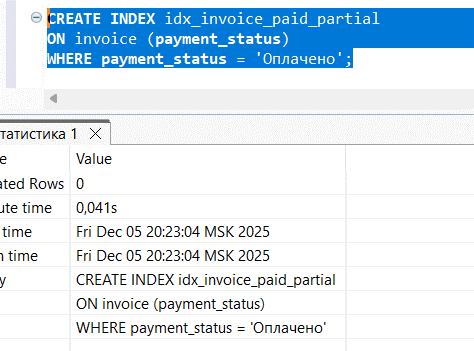 CREATE INDEX idx_invoice_paid_partial
ON invoice (payment_status)
WHERE payment_status = 'Оплачено';
татистика 1
e Value
ated Rows 0
ute time 0,041s
time Fri Dec 05 20:23:04 MSK 2025
n time Fri Dec 05 20:23:04 MSK 2025
y CREATE INDEX idx_invoice_paid_partial
ON invoice (payment_status)
WHERE payment_status = 'Оплачено'